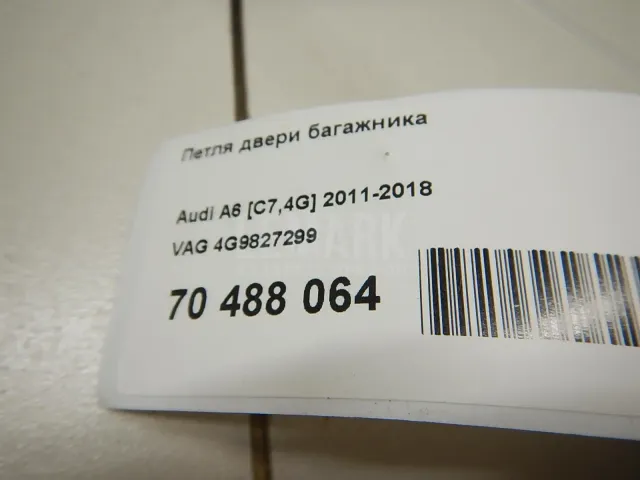 Петля двери багажника
Audi A6 [C7,4G] 2011-2018
VAG 4G9827299
70 488 064